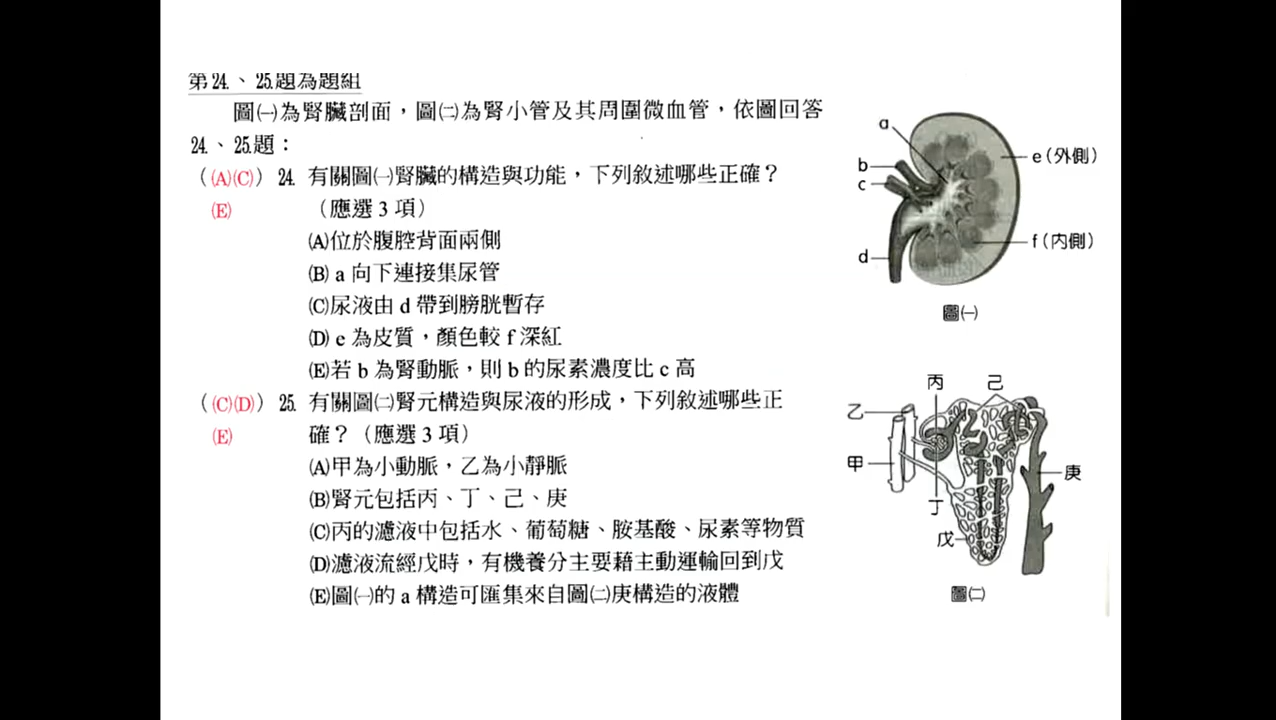 第24.、25.題為題組
圖㈠為腎臟剖面，圖㈡為腎小管及其周圍微血管，依圖回答
24.、25.題：
（(A)(C)）24. 有關圖㈠腎臟的構造與功能，下列敘述哪些正確？
(E)（應選3項）
(A)位於腹腔背面兩側
(B) a 向下連接集尿管
(C)尿液由 d 帶到膀胱暫存
(D) e 為皮質，顏色較 f 深紅
(E)若 b 為腎動脈，則 b 的尿素濃度比 c 高
（(C)(D)）25. 有關圖㈡腎元構造與尿液的形成，下列敘述哪些正
(E) 確？（應選3項）
(A)甲為小動脈，乙為小靜脈
(B)腎元包括丙、丁、己、庚
(C)丙的濾液中包括水、葡萄糖、胺基酸、尿素等物質
(D)濾液流經戊時，有機養分主要藉主動運輸回到戊
(E)圖㈠的 a 構造可匯集來自圖㈡庚構造的液體
a
b
c
d
e（外側）
f（內側）
圖㈠
丙
己
乙
甲
庚
丁
戊
圖㈡